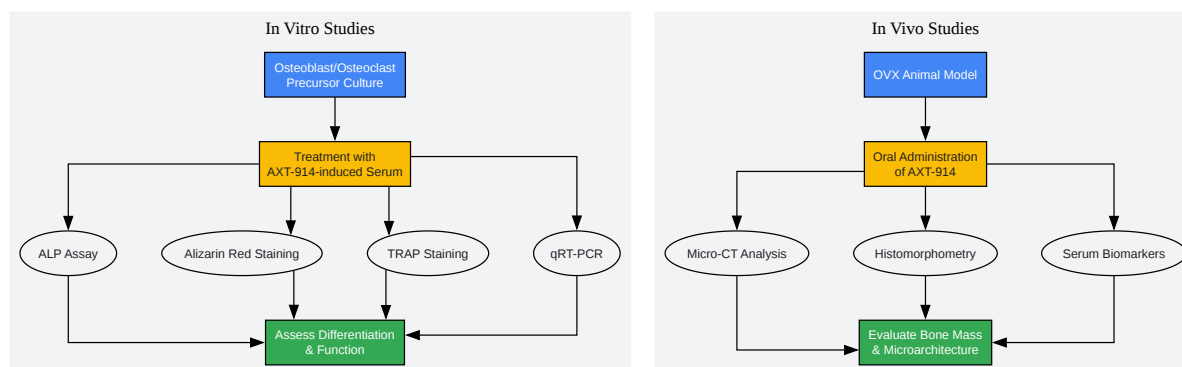 In Vitro Studies
Osteoblast/Osteoclast
Precursor Culture
Treatment with
AXT-914-induced Serum
ALP Assay
Alizarin Red Staining
TRAP Staining
qRT-PCR
Assess Differentiation
& Function
In Vivo Studies
OVX Animal Model
Oral Administration
of AXT-914
Micro-CT Analysis
Histomorphometry
Serum Biomarkers
Evaluate Bone Mass
& Microarchitecture